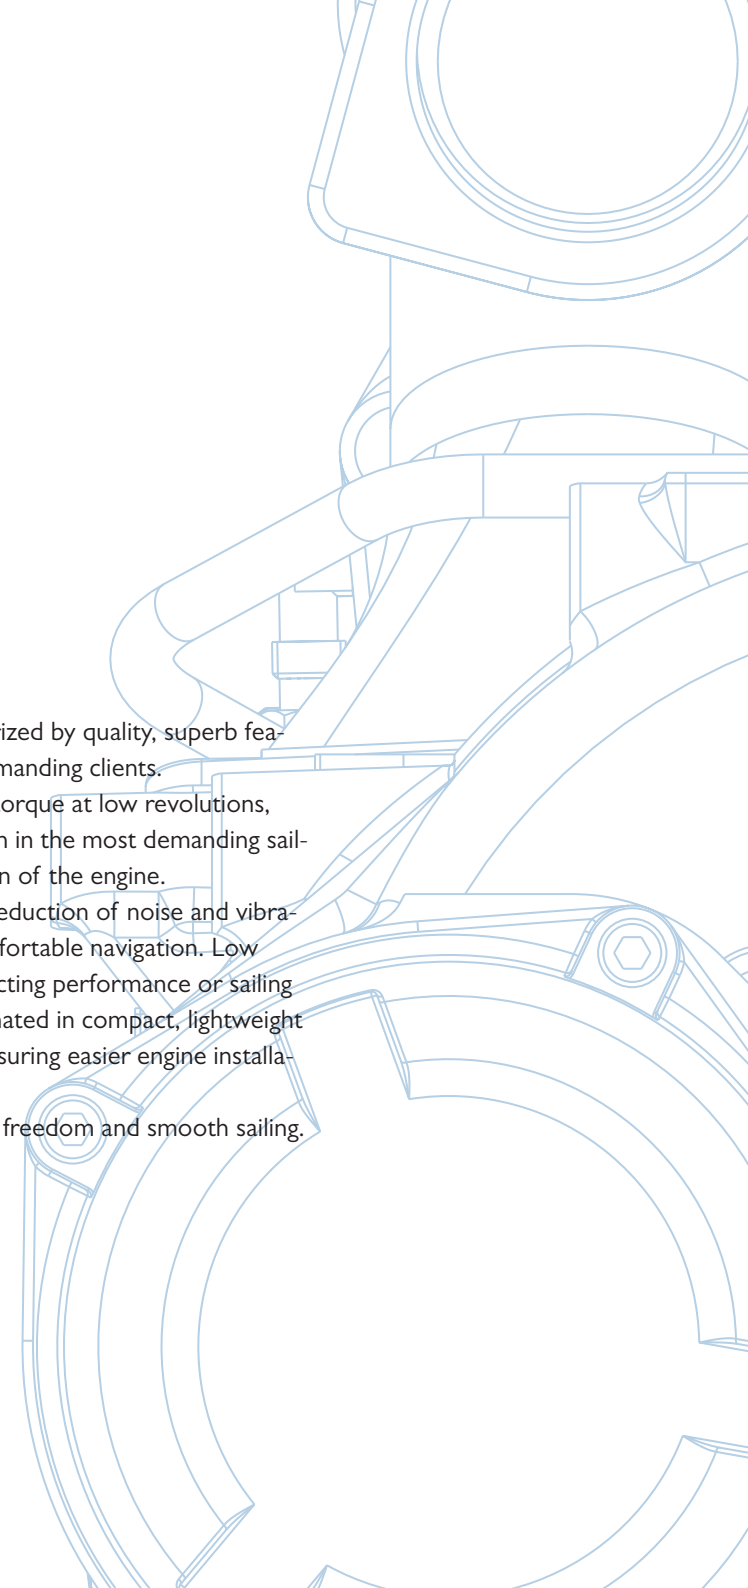 rized by quality, superb fea-
manding clients.
torque at low revolutions,
n in the most demanding sail-
n of the engine.
eduction of noise and vibra-
fortable navigation. Low
cting performance or sailing
nated in compact, lightweight
suring easier engine installa-
freedom and smooth sailing.